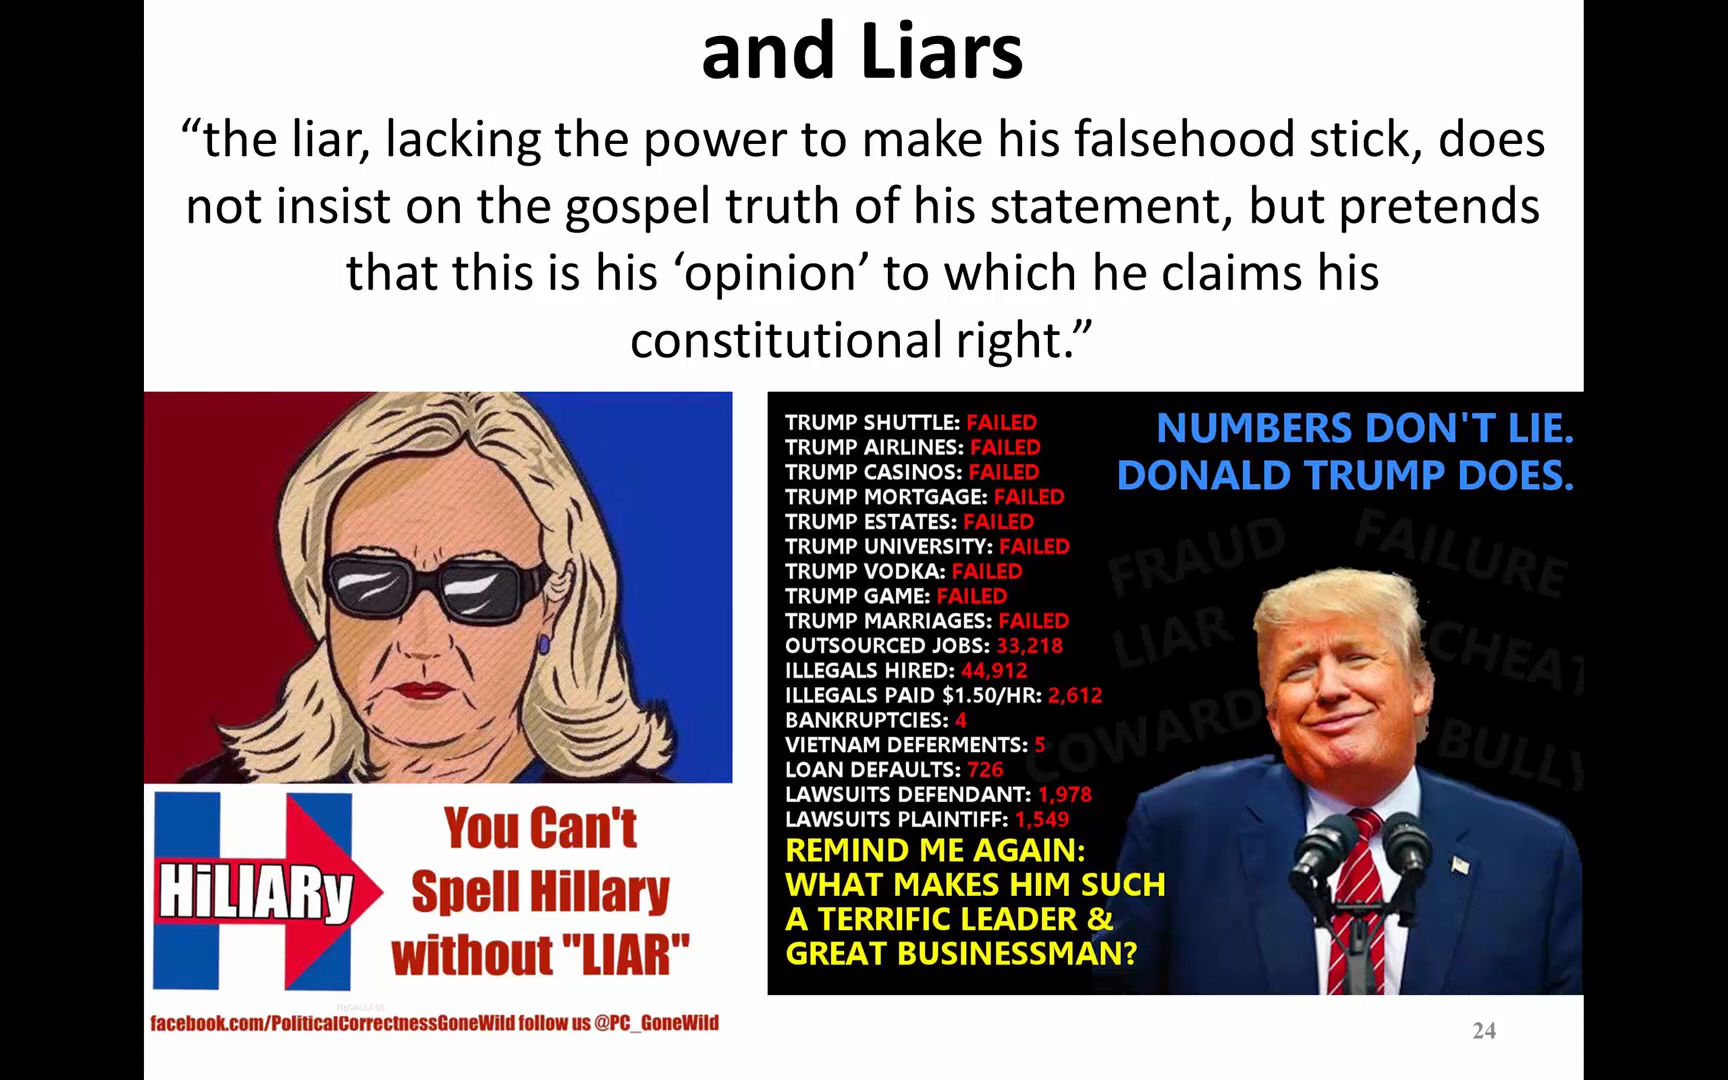 and Liars
“the liar, lacking the power to make his falsehood stick, does
not insist on the gospel truth of his statement, but pretends
that this is his ‘opinion’ to which he claims his
constitutional right.”
HiLIARy
You Can't
Spell Hillary
without "LIAR"
facebook.com/PoliticalCorrectnessGoneWild follow us @PC_GoneWild
TRUMP SHUTTLE: FAILED
TRUMP AIRLINES: FAILED
TRUMP CASINOS: FAILED
TRUMP MORTGAGE: FAILED
TRUMP ESTATES: FAILED
TRUMP UNIVERSITY: FAILED
TRUMP VODKA: FAILED
TRUMP GAME: FAILED
TRUMP MARRIAGES: FAILED
OUTSOURCED JOBS: 33,218
ILLEGALS HIRED: 44,912
ILLEGALS PAID $1.50/HR: 2,612
BANKRUPTCIES: 4
VIETNAM DEFERMENTS: 5
LOAN DEFAULTS: 726
LAWSUITS DEFENDANT: 1,978
LAWSUITS PLAINTIFF: 1,549
REMIND ME AGAIN:
WHAT MAKES HIM SUCH
A TERRIFIC LEADER &
GREAT BUSINESSMAN?
NUMBERS DON'T LIE.
DONALD TRUMP DOES.
FRAUD
FAILURE
LIAR
CHEAT
COWARD
BULLY
24